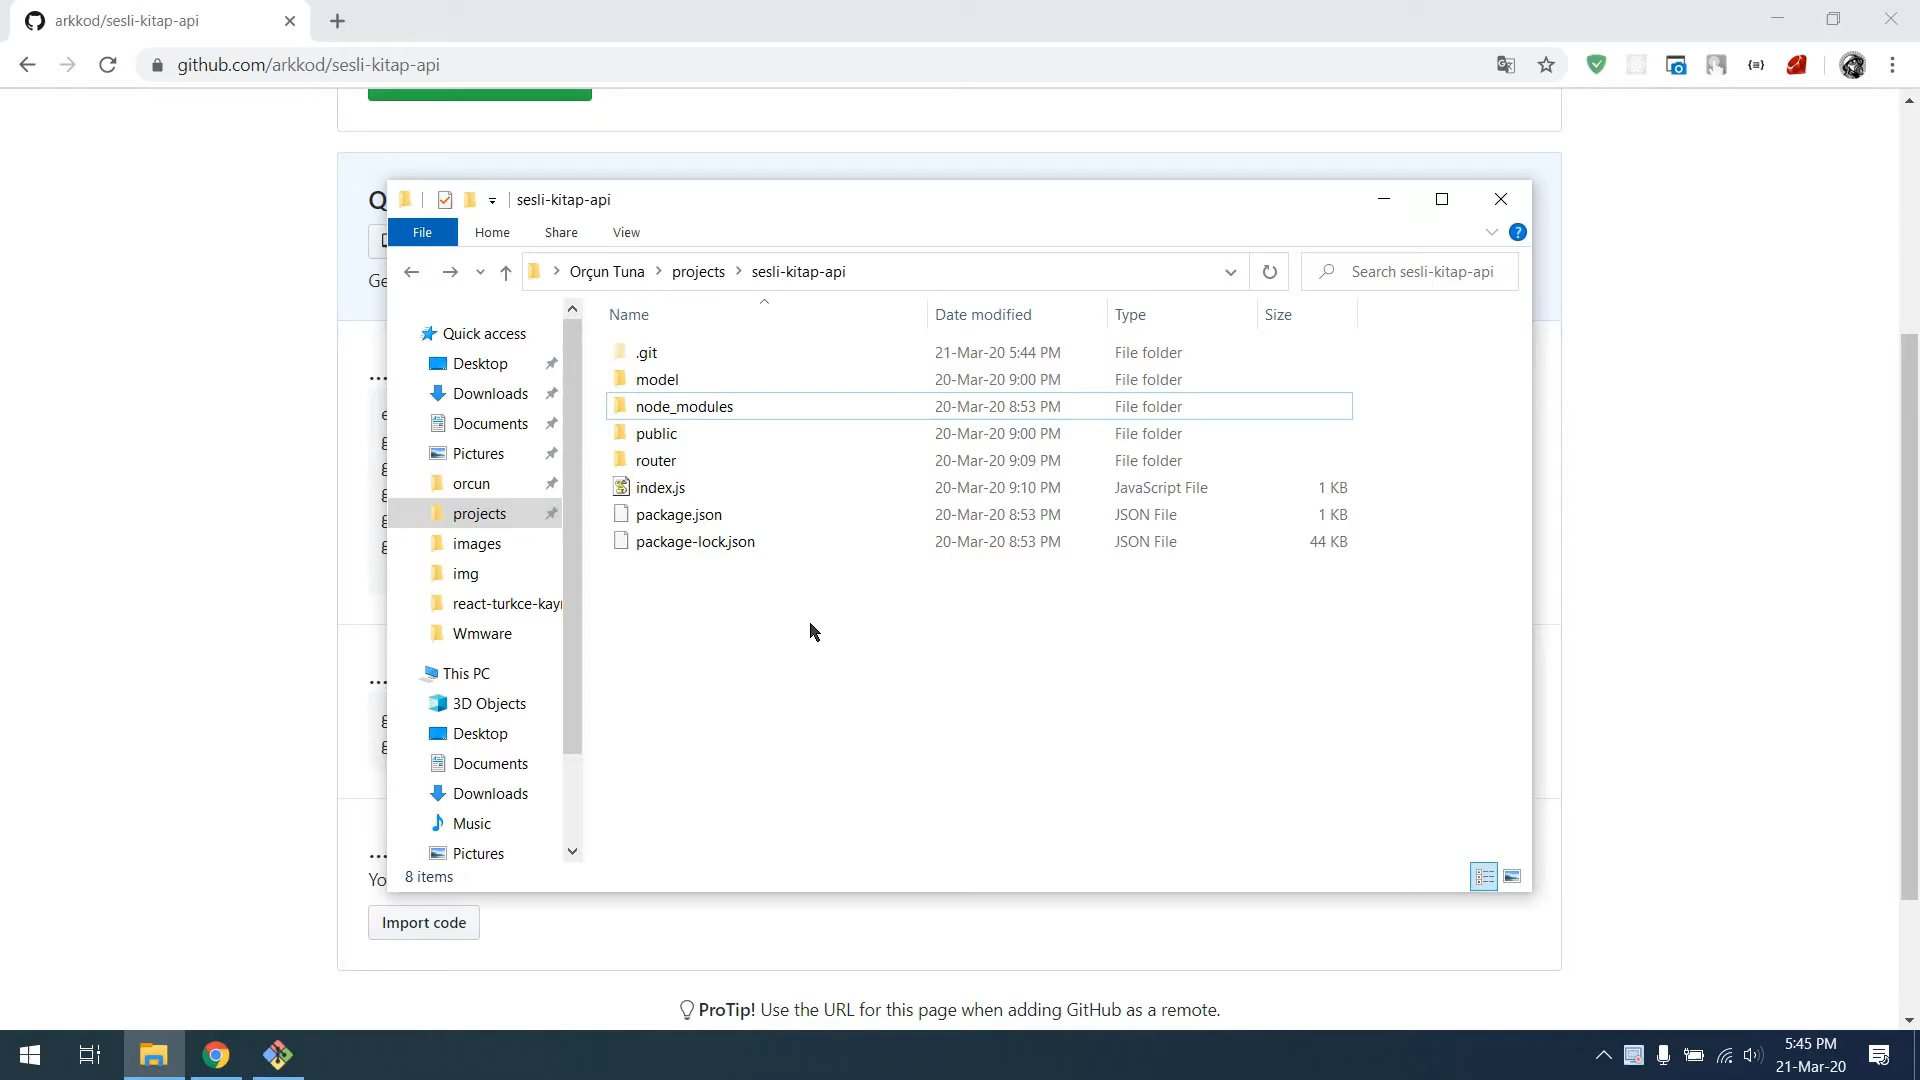 arkkod/sesli-kitap-api
github.com/arkkod/sesli-kitap-api
sesli-kitap-api
File Home Share View
Orçun Tuna projects sesli-kitap-api
Search sesli-kitap-api
Name Date modified Type Size
Quick access
Desktop
Downloads
Documents
Pictures
orcun
projects
images
img
react-turkce-kay
Wmware
This PC
3D Objects
Desktop
Documents
Downloads
Music
Pictures
.git 21-Mar-20 5:44 PM File folder
model 20-Mar-20 9:00 PM File folder
node_modules 20-Mar-20 8:53 PM File folder
public 20-Mar-20 9:00 PM File folder
router 20-Mar-20 9:09 PM File folder
index.js 20-Mar-20 9:10 PM JavaScript File 1 KB
package.json 20-Mar-20 8:53 PM JSON File 1 KB
package-lock.json 20-Mar-20 8:53 PM JSON File 44 KB
8 items
Import code
ProTip! Use the URL for this page when adding GitHub as a remote.
5:45 PM
21-Mar-20